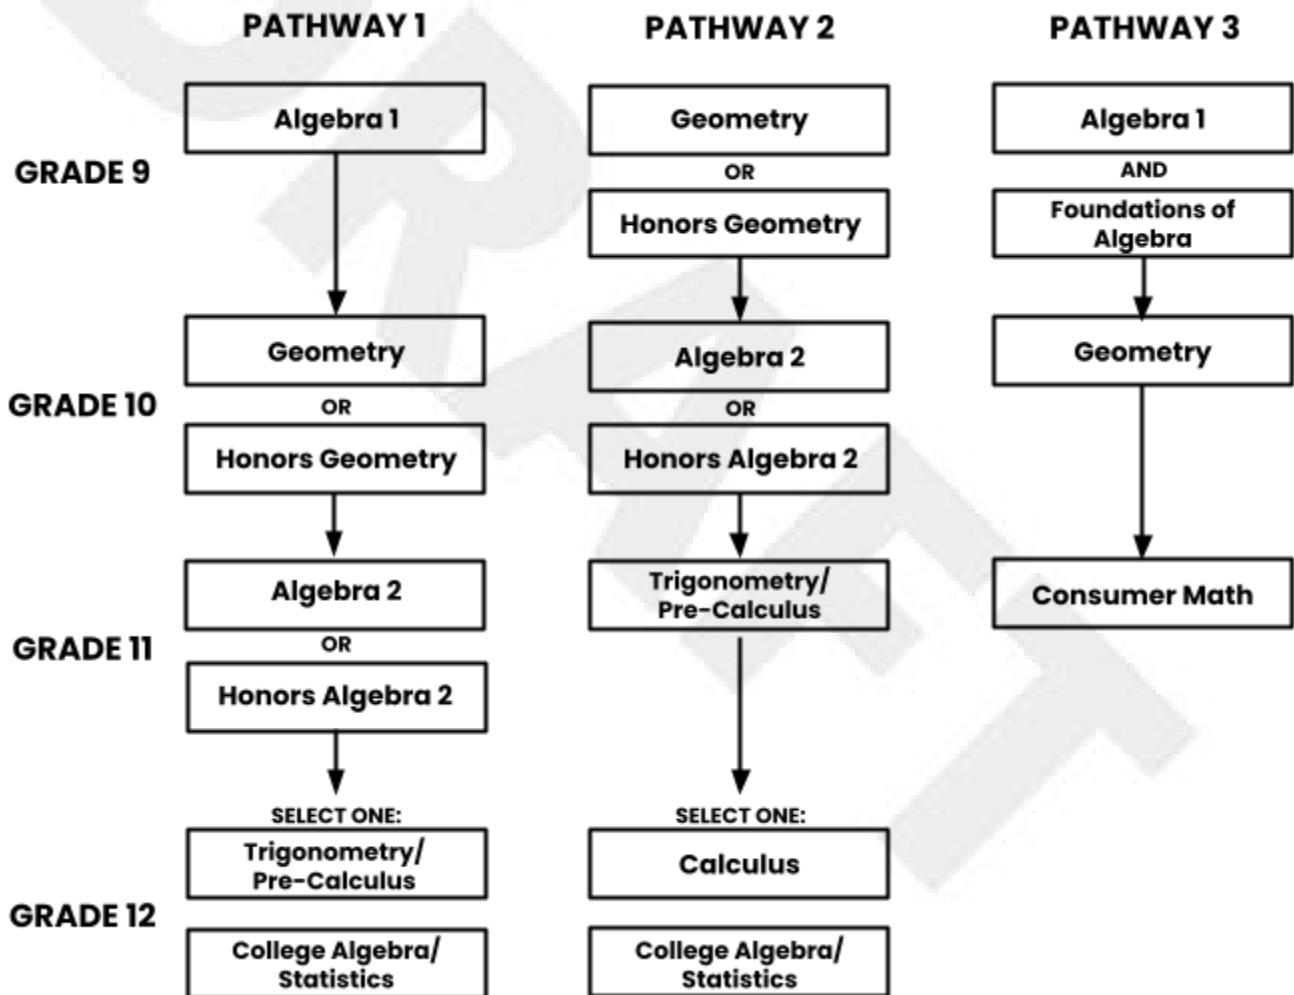 PATHWAY 1
PATHWAY 2
PATHWAY 3
GRADE 9
Algebra 1
Geometry
OR
Honors Geometry
Algebra 1
AND
Foundations of
Algebra
GRADE 10
Geometry
OR
Honors Geometry
Algebra 2
OR
Honors Algebra 2
Geometry
GRADE 11
Algebra 2
OR
Honors Algebra 2
Trigonometry/
Pre-Calculus
Consumer Math
GRADE 12
SELECT ONE:
Trigonometry/
Pre-Calculus
College Algebra/
Statistics
SELECT ONE:
Calculus
College Algebra/
Statistics
DRAFT